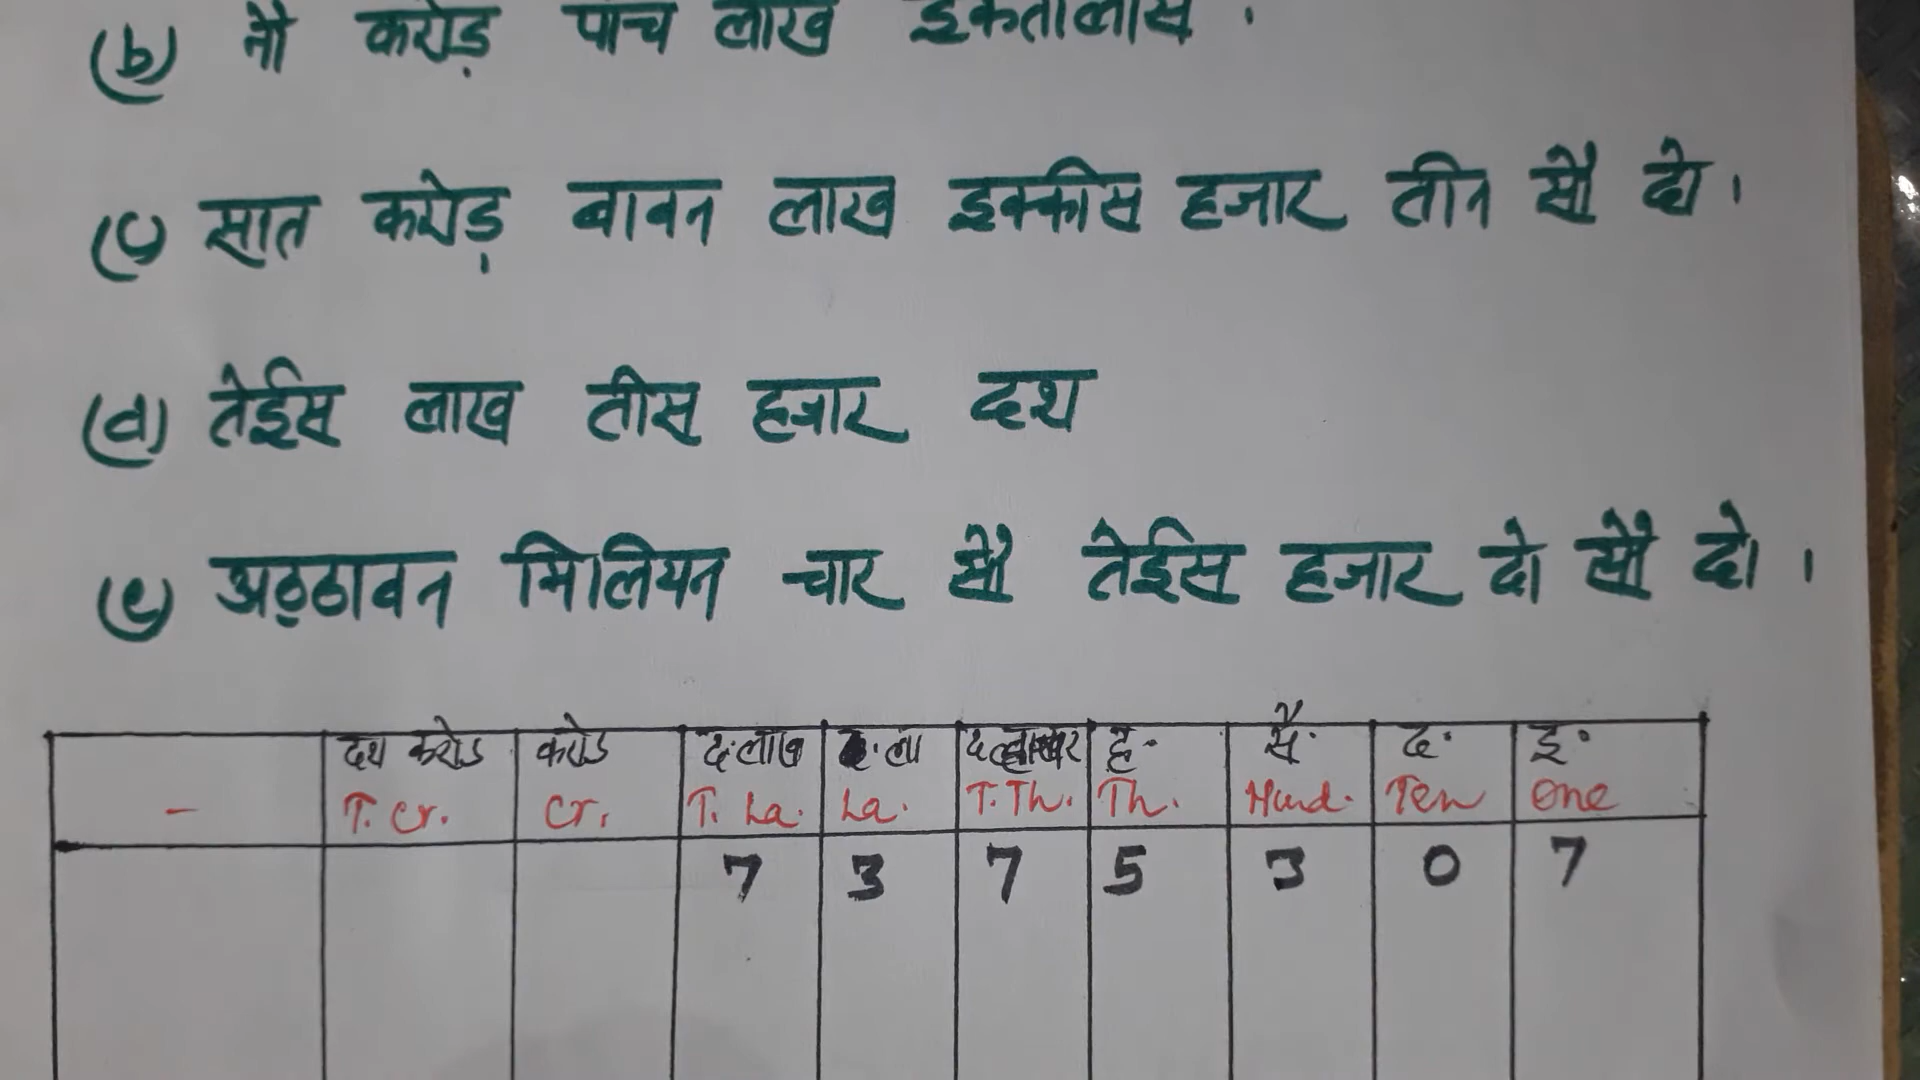 (b) नौ करोड़ पाच लाख इकतालीस .
(c) सात करोड़ बावन लाख इक्कीस हजार तीन सौ दो।
(d) तेईस लाख तीस हजार दश
(e) अठ्ठावन मिलियन चार सौ तेईस हजार दो सौ दो।
दश करोड करोड द.लाख ला द हजार ह. सै. द. इ.
- T. Cr. Cr. T. La. La. T.Th. Th. Hund. Ten One
7 3 7 5 3 0 7